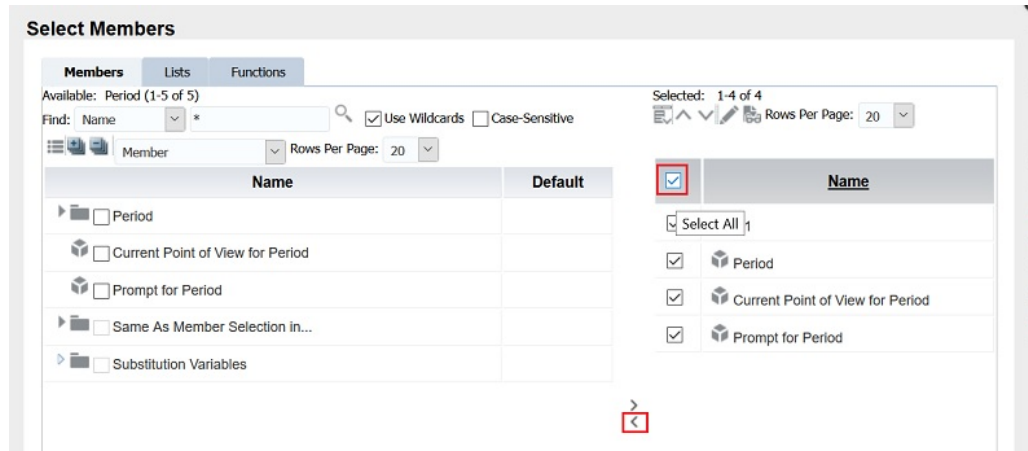 Select Members
Members Lists Functions
Available: Period (1-5 of 5)
Find: Name * Use Wildcards Case-Sensitive
Member Rows Per Page: 20
Name Default
Period
Current Point of View for Period
Prompt for Period
Same As Member Selection in...
Substitution Variables
Selected: 1-4 of 4
Rows Per Page: 20
Name
Select All 1
Period
Current Point of View for Period
Prompt for Period